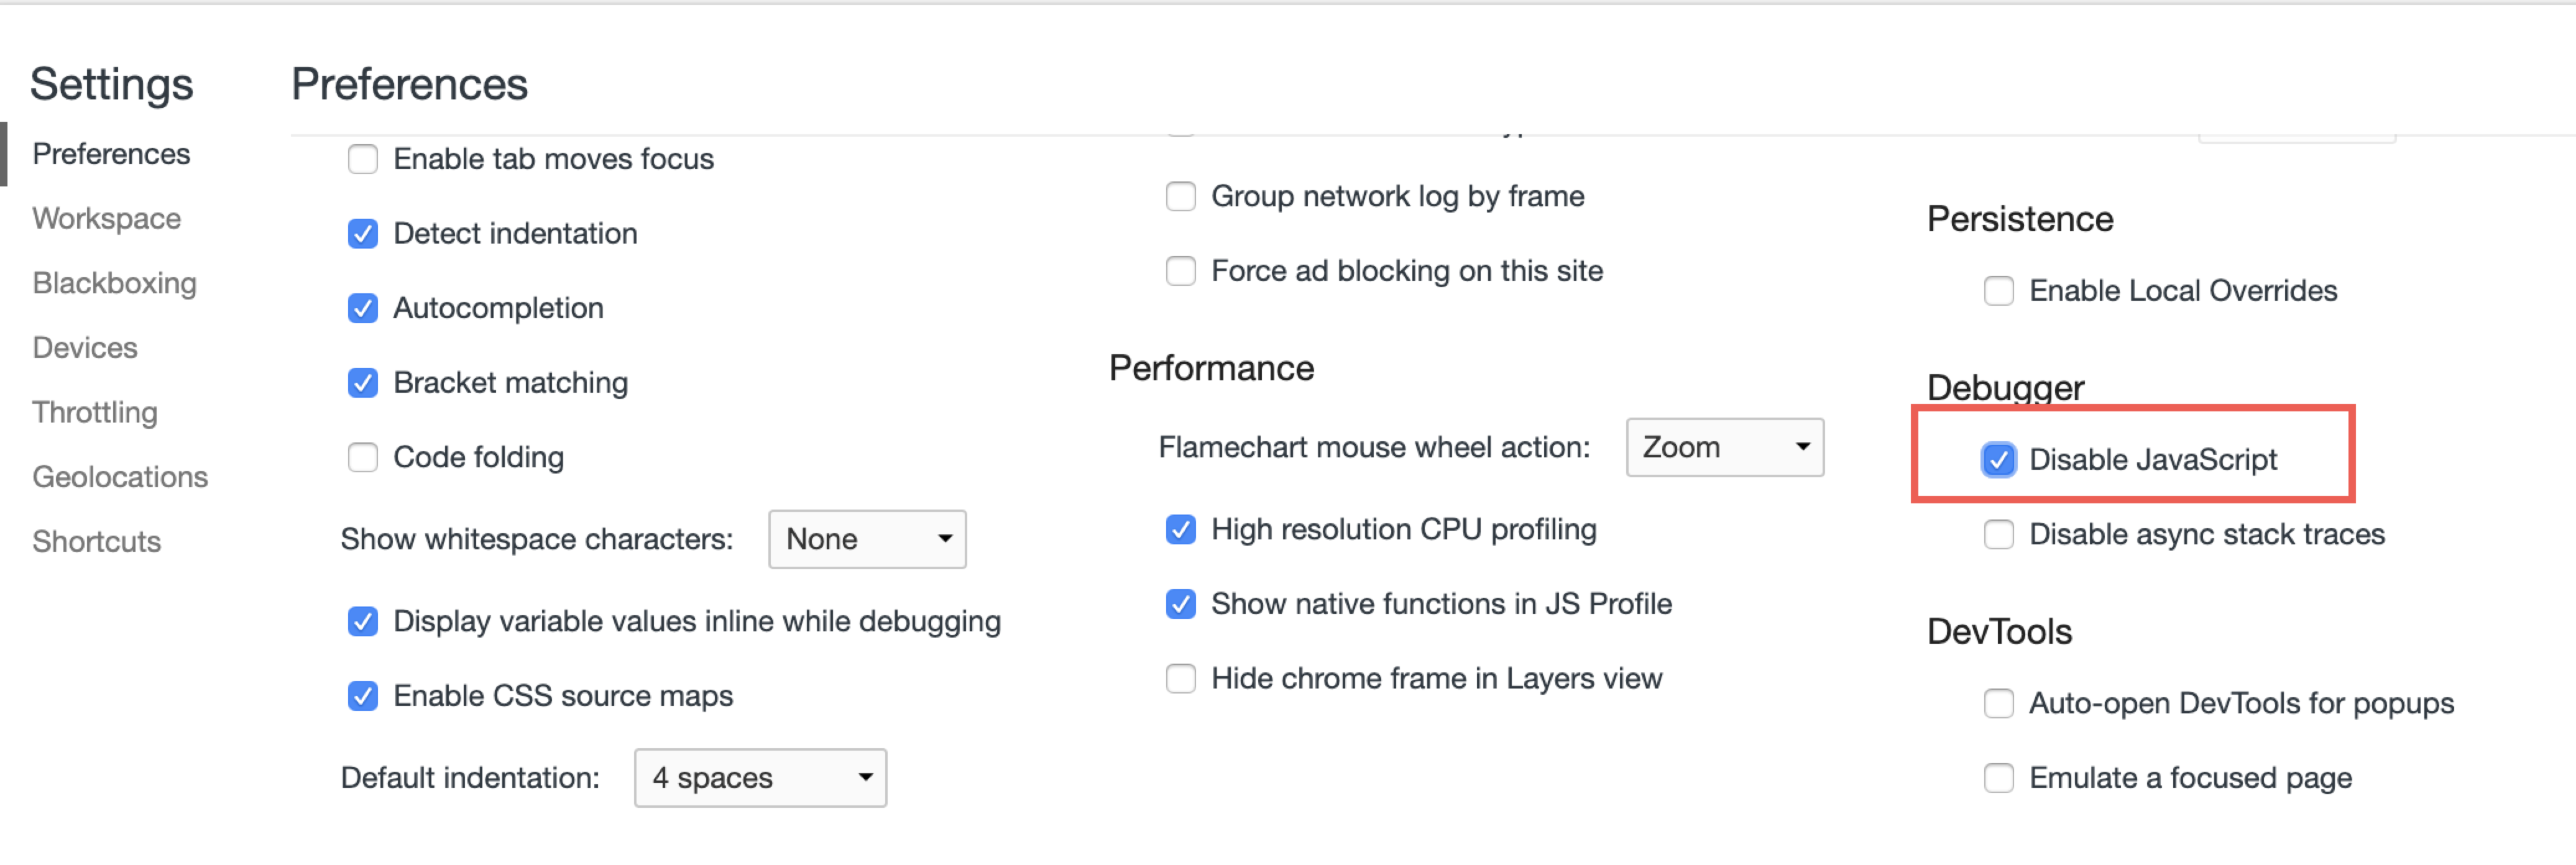 Settings
Preferences
Workspace
Blackboxing
Devices
Throttling
Geolocations
Shortcuts
Preferences
Enable tab moves focus
Detect indentation
Autocompletion
Bracket matching
Code folding
Show whitespace characters: None
Display variable values inline while debugging
Enable CSS source maps
Default indentation: 4 spaces
Group network log by frame
Force ad blocking on this site
Performance
Flamechart mouse wheel action: Zoom
High resolution CPU profiling
Show native functions in JS Profile
Hide chrome frame in Layers view
Persistence
Enable Local Overrides
Debugger
Disable JavaScript
Disable async stack traces
DevTools
Auto-open DevTools for popups
Emulate a focused page